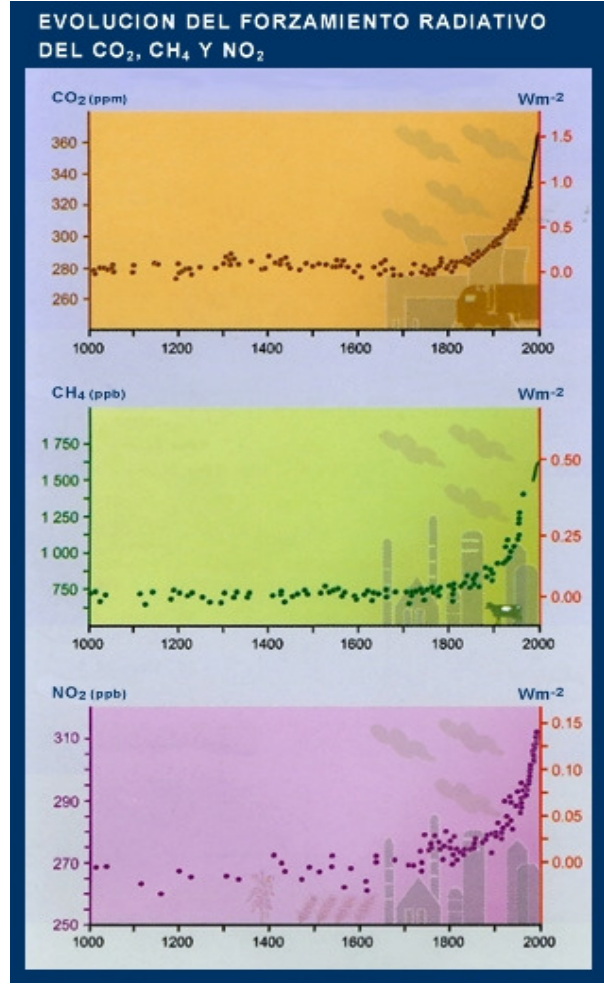 EVOLUCION DEL FORZAMIENTO RADIATIVO
DEL CO₂, CH₄ Y NO₂
CO₂ (ppm) Wm-2
360 1.5
340 1.0
320 0.5
300
280 0.0
260
1000 1200 1400 1600 1800 2000
CH₄ (ppb) Wm-2
1 750
1 500 0.50
1 250 0.25
1 000
750 0.00
1000 1200 1400 1600 1800 2000
NO₂ (ppb) Wm-2
310 0.15
0.10
290 0.05
270 0.00
250
1000 1200 1400 1600 1800 2000